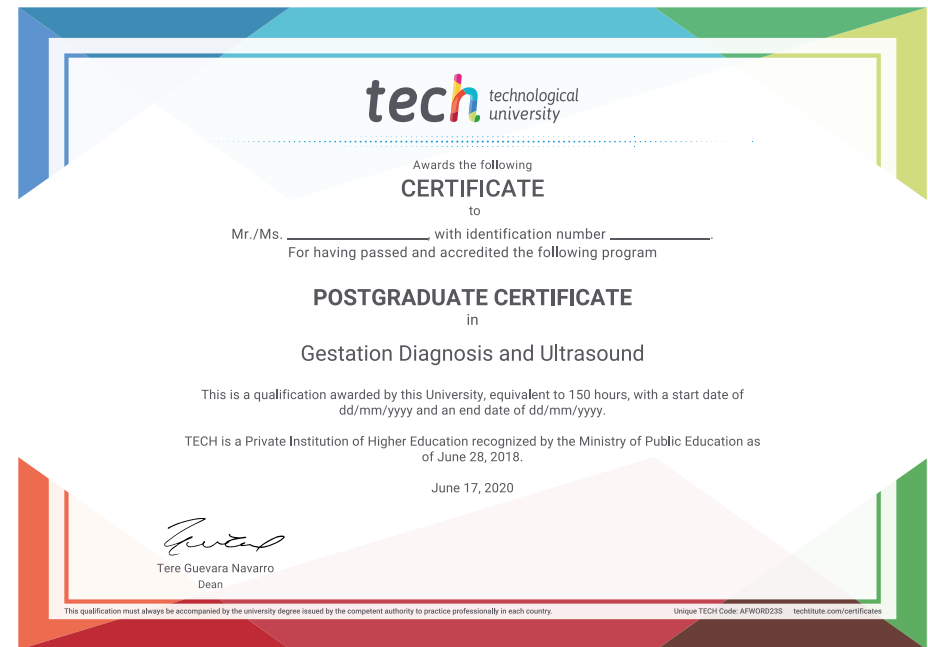 tech technological
university
Awards the following
CERTIFICATE
to
Mr./Ms. ____________________, with identification number ______________.
For having passed and accredited the following program
POSTGRADUATE CERTIFICATE
in
Gestation Diagnosis and Ultrasound
This is a qualification awarded by this University, equivalent to 150 hours, with a start date of
dd/mm/yyyy and an end date of dd/mm/yyyy.
TECH is a Private Institution of Higher Education recognized by the Ministry of Public Education as
of June 28, 2018.
June 17, 2020
Tere Guevara Navarro
Dean
This qualification must always be accompanied by the university degree issued by the competent authority to practice professionally in each country. Unique TECH Code: AFWORD23S techtitute.com/certificates